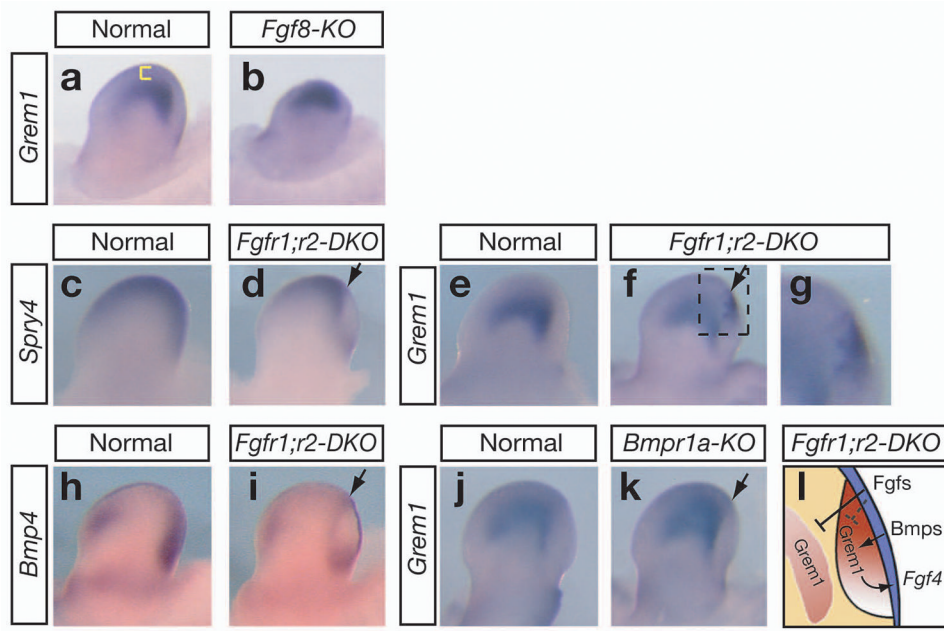 Normal
Fgf8-KO
Grem1
a
b
Normal
Fgfr1;r2-DKO
Normal
Fgfr1;r2-DKO
Spry4
c
d
Grem1
e
f
g
Normal
Fgfr1;r2-DKO
Normal
Bmpr1a-KO
Fgfr1;r2-DKO
Bmp4
h
i
Grem1
j
k
l
Fgfs
Bmps
Grem1
Grem1
Fgf4